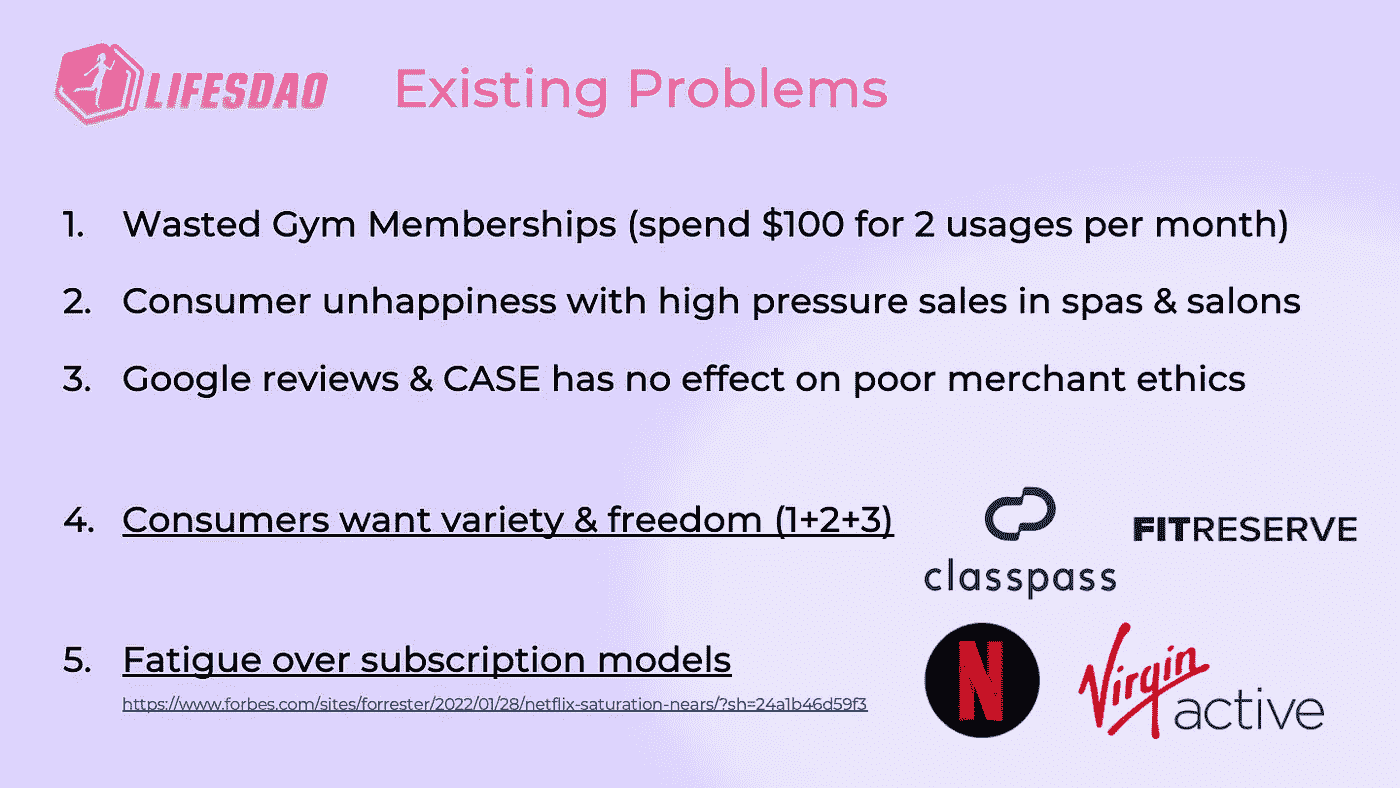 LIFESDAO
Existing Problems
1. Wasted Gym Memberships (spend $100 for 2 usages per month)
2. Consumer unhappiness with high pressure sales in spas & salons
3. Google reviews & CASE has no effect on poor merchant ethics
4. Consumers want variety & freedom (1+2+3)
classpass
FITRESERVE
5. Fatigue over subscription models
https://www.forbes.com/sites/forrester/2022/01/28/netflix-saturation-nears/?sh=24a1b46d59f3
N
Virgin
active